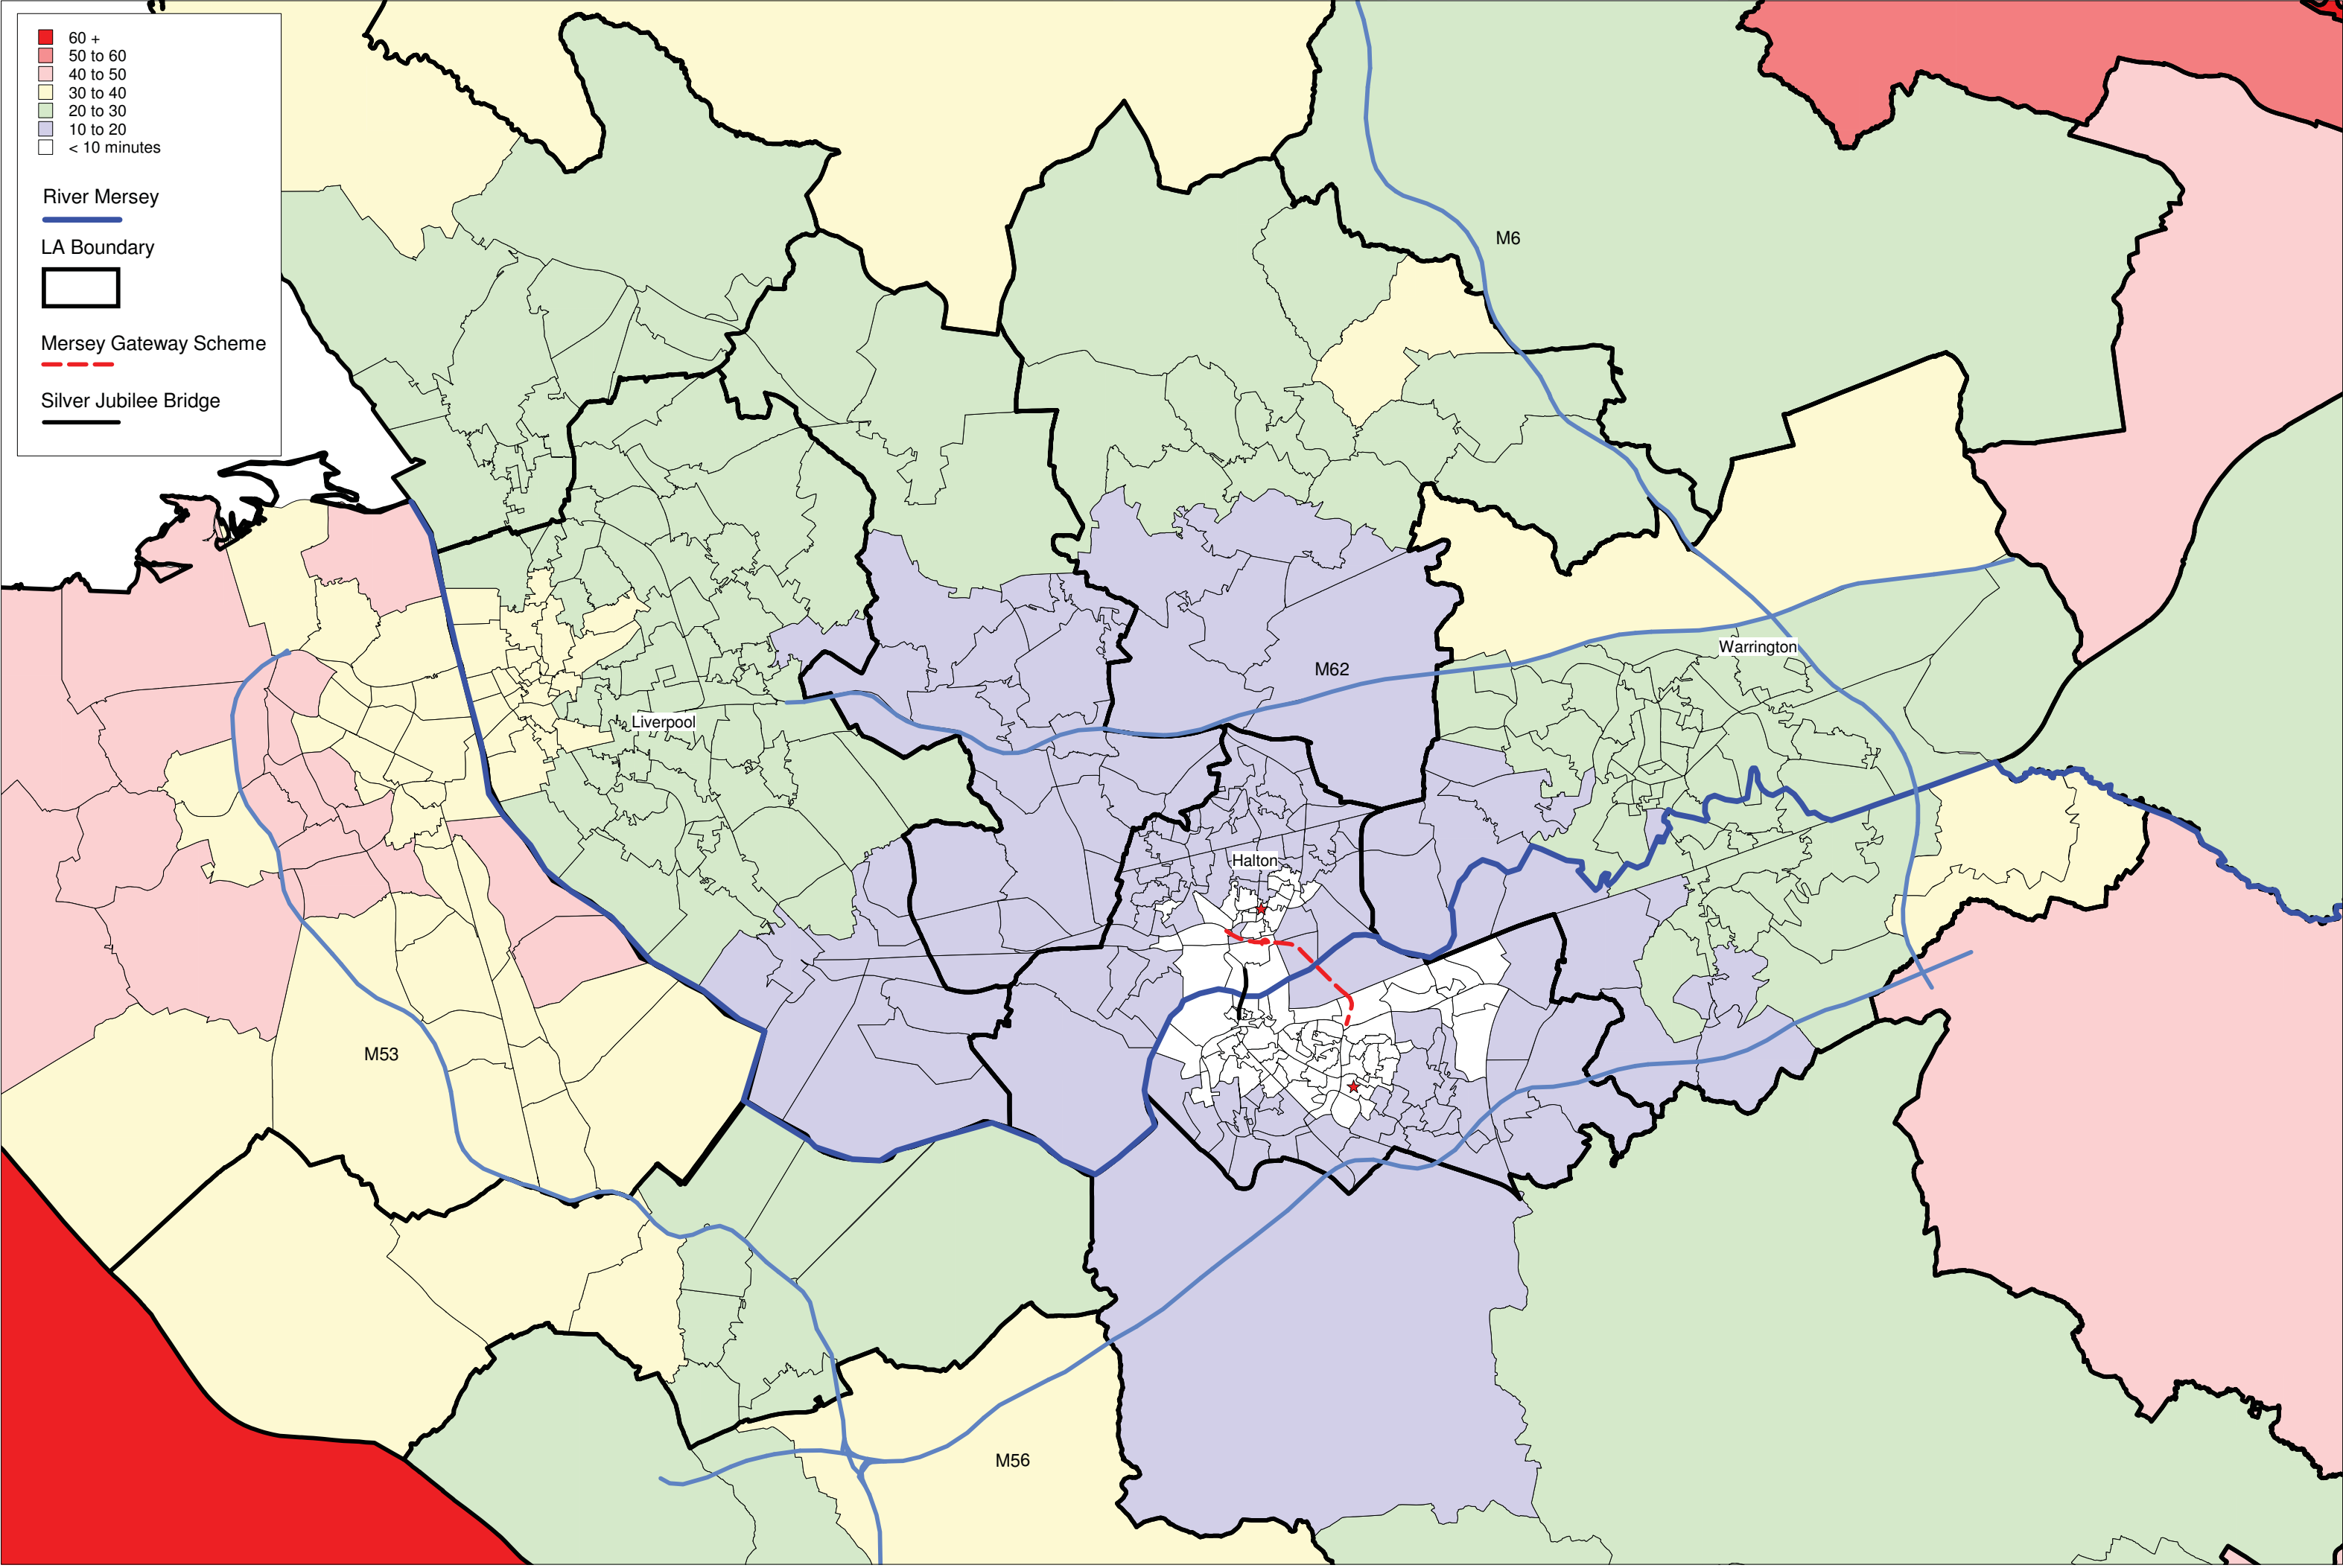 60 +
50 to 60
40 to 50
30 to 40
20 to 30
10 to 20
< 10 minutes
River Mersey
LA Boundary
Mersey Gateway Scheme
Silver Jubilee Bridge
M6
Warrington
M62
Liverpool
Halton
M53
M56